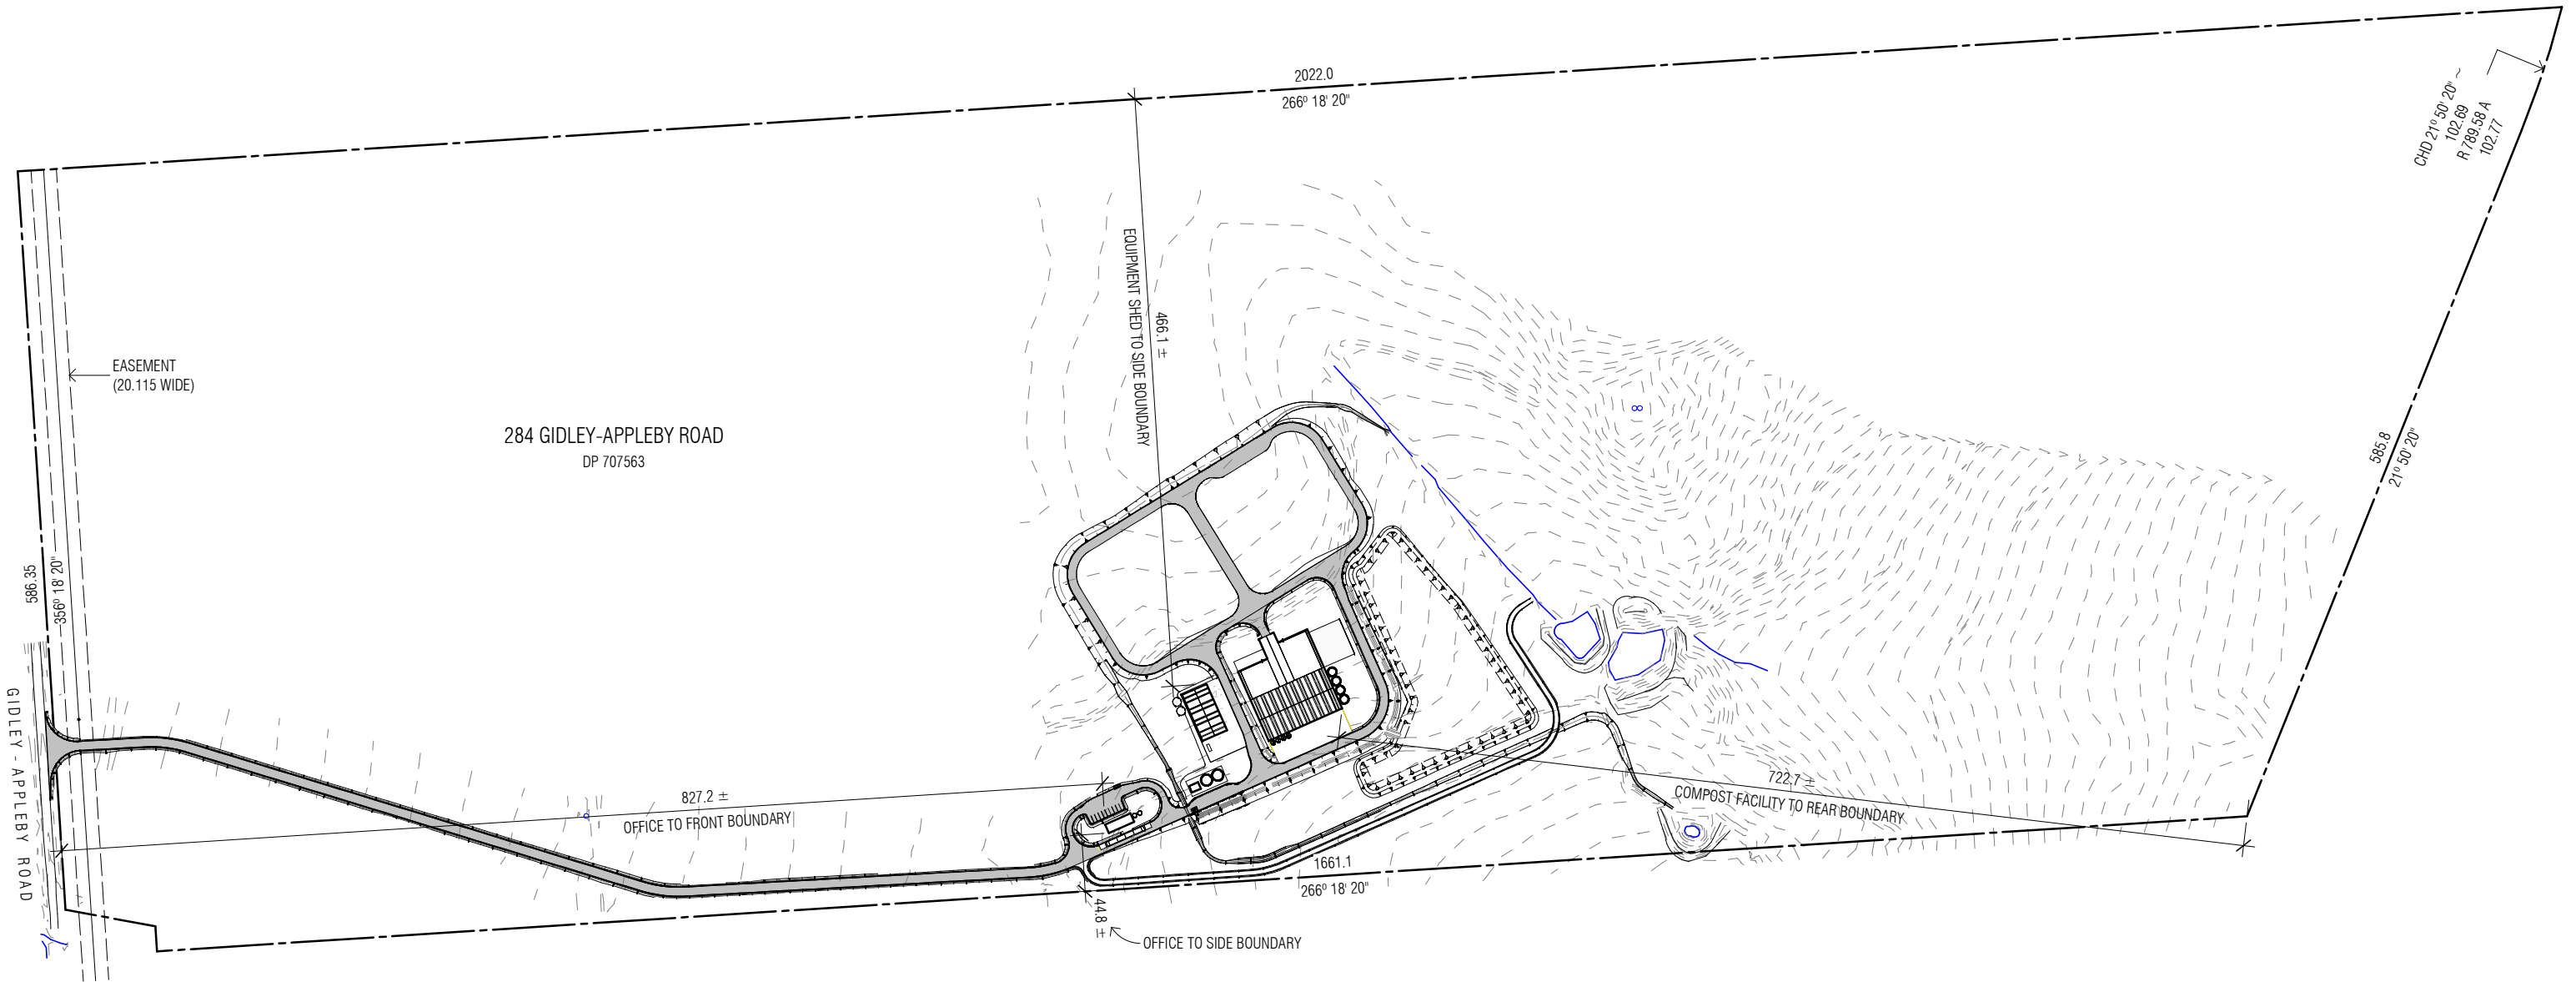 2022.0
266° 18' 20"
CHD 21° 50' 20" ~
102.69
R 789.58 A
102.77
EQUIPMENT SHED TO SIDE BOUNDARY
466.1 ±
EASEMENT
(20.115 WIDE)
284 GIDLEY-APPLEBY ROAD
DP 707563
585.8
21° 50' 20"
586.35
356° 18' 20"
GIDLEY - APPLEBY ROAD
827.2 ±
OFFICE TO FRONT BOUNDARY
722.7 ±
COMPOST FACILITY TO REAR BOUNDARY
1661.1
266° 18' 20"
44.8 ±
OFFICE TO SIDE BOUNDARY